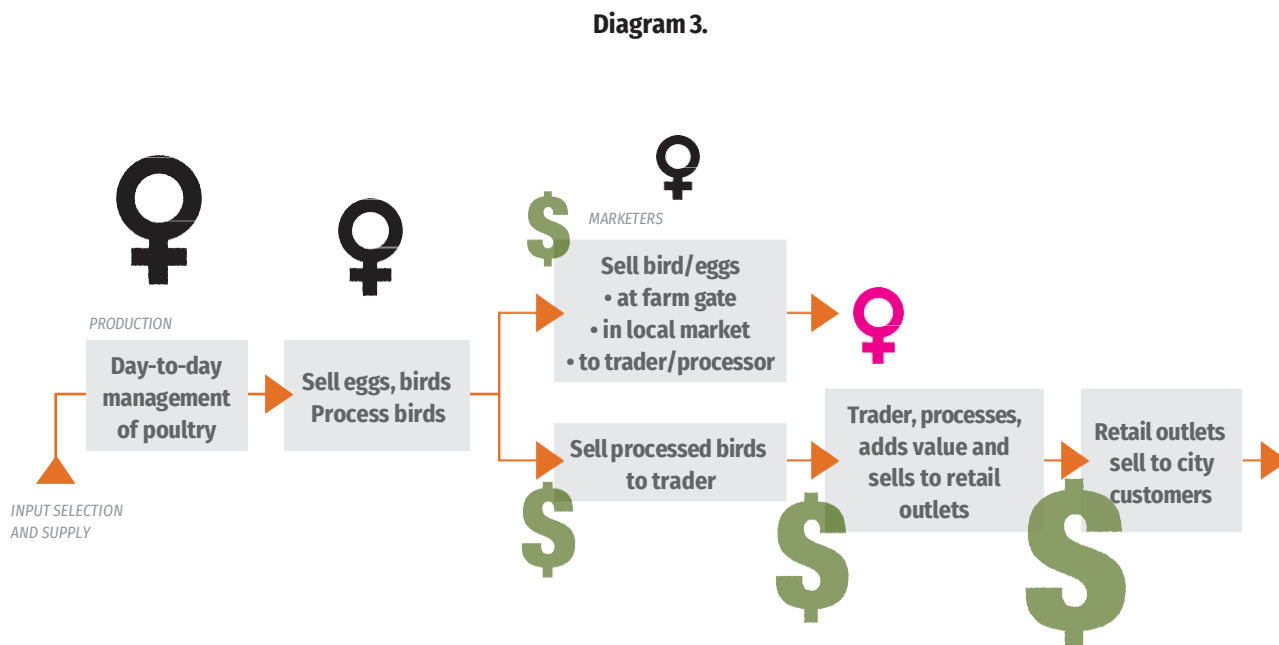 Diagram 3.
MARKETERS
$
Sell bird/eggs
• at farm gate
• in local market
• to trader/processor
PRODUCTION
Day-to-day
management
of poultry
Sell eggs, birds
Process birds
Sell processed birds
to trader
$
Trader, processes,
adds value and
sells to retail
outlets
$
Retail outlets
sell to city
customers
$
INPUT SELECTION
AND SUPPLY